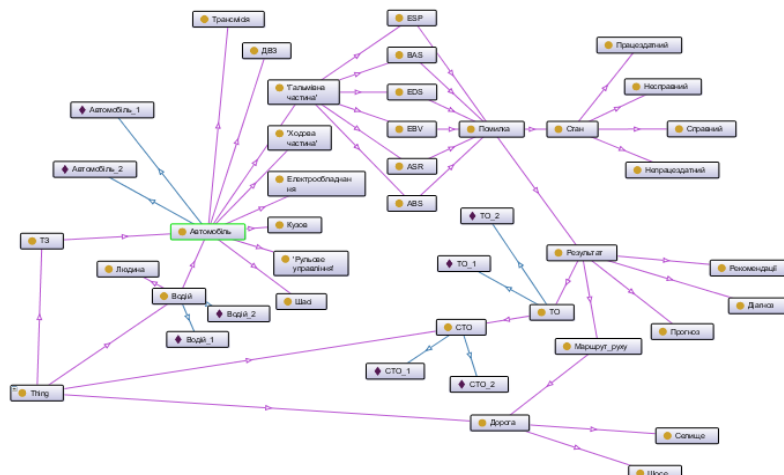 Трансмісія
ESP
ДВЗ
BAS
Працездатний
'Гальмівна
частина'
EDS
Несправний
Автомобіль_1
EBV
Помилка
Стан
Справний
'Ходова
частина'
Автомобіль_2
ASR
Непрацездатний
Електрообладнан
ня
ABS
ТО_2
Кузов
Автомобіль
ТЗ
Результат
'Рульове
управління'
ТО_1
Людина
Рекомендації
Водій
Шасі
Діагноз
Водій_2
ТО
СТО
Прогноз
Водій_1
Маршрут_руху
СТО_1
СТО_2
Thing
Дорога
Селище
Шосе